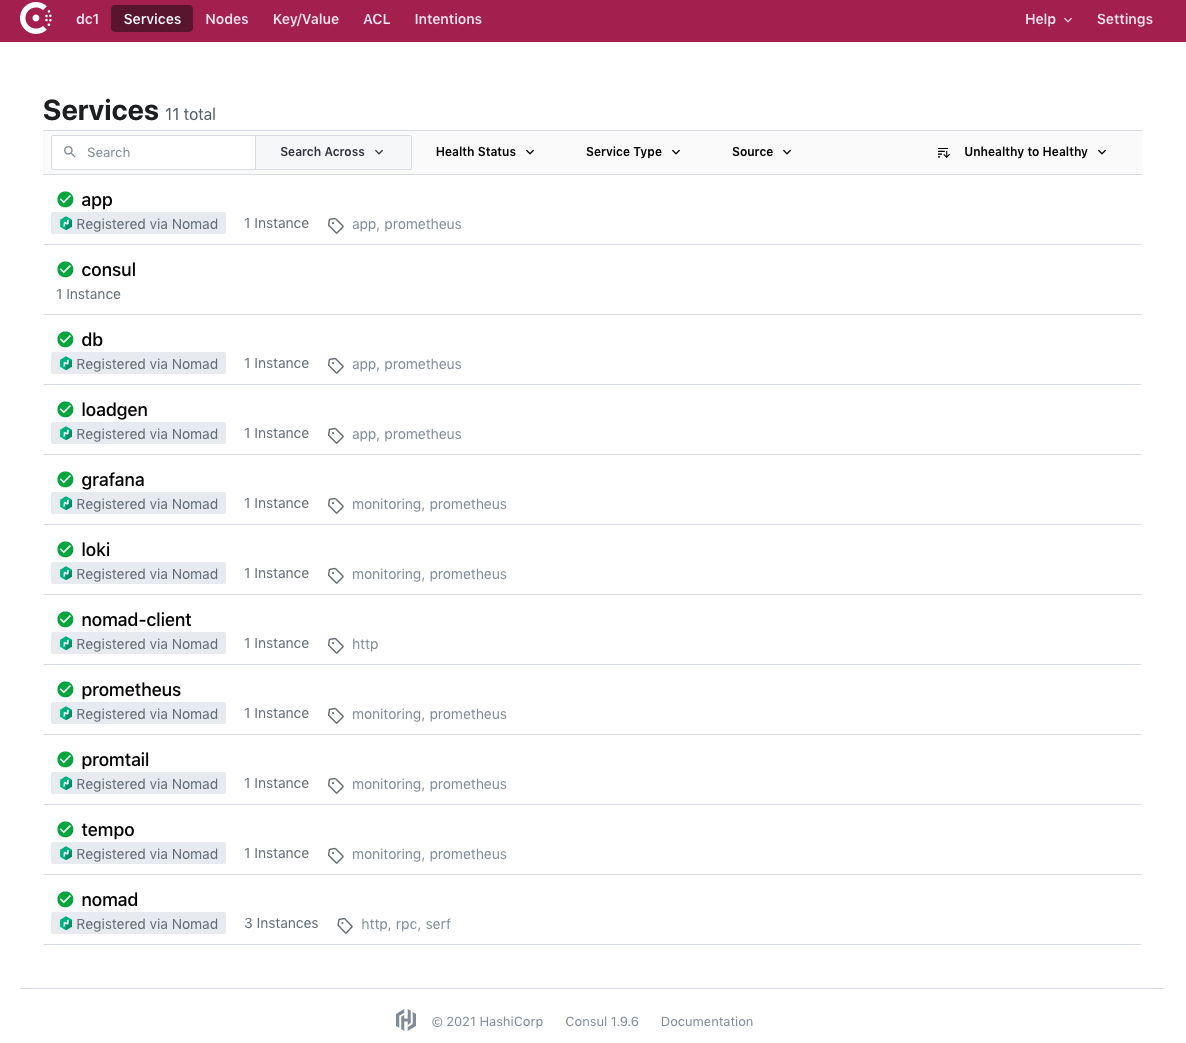 dc1 Services Nodes Key/Value ACL Intentions Help Settings
Services 11 total
Search Search Across Health Status Service Type Source Unhealthy to Healthy
app
Registered via Nomad 1 Instance app, prometheus
consul
1 Instance
db
Registered via Nomad 1 Instance app, prometheus
loadgen
Registered via Nomad 1 Instance app, prometheus
grafana
Registered via Nomad 1 Instance monitoring, prometheus
loki
Registered via Nomad 1 Instance monitoring, prometheus
nomad-client
Registered via Nomad 1 Instance http
prometheus
Registered via Nomad 1 Instance monitoring, prometheus
promtail
Registered via Nomad 1 Instance monitoring, prometheus
tempo
Registered via Nomad 1 Instance monitoring, prometheus
nomad
Registered via Nomad 3 Instances http, rpc, serf
© 2021 HashiCorp Consul 1.9.6 Documentation